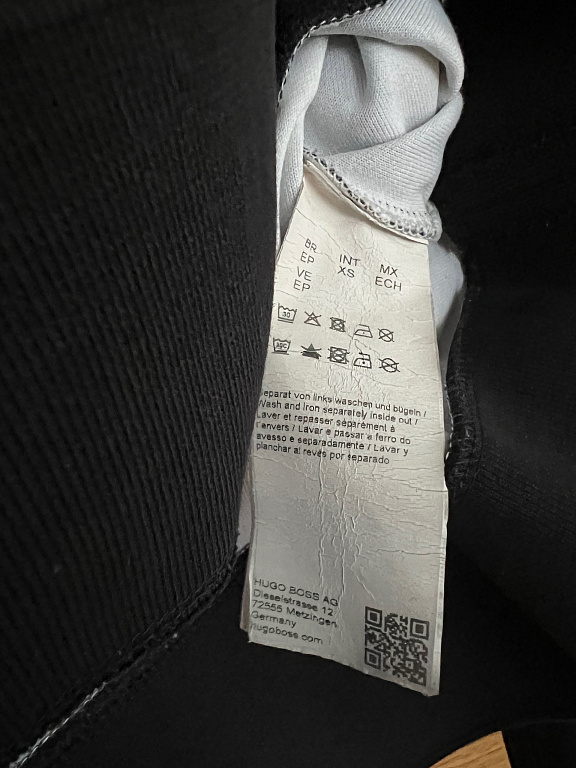 BR INT MX
EP XS ECH
VE
EP
30
eparat von links waschen und bügeln /
Wash and iron separately inside out /
Laver et repasser séparément à
l'envers / Lavar e passar a ferro do
avesso e separadamente / Lavar y
planchar al revés por separado
HUGO BOSS AG
Dieselstrasse 12
72555 Metzingen
Germany
hugoboss.com